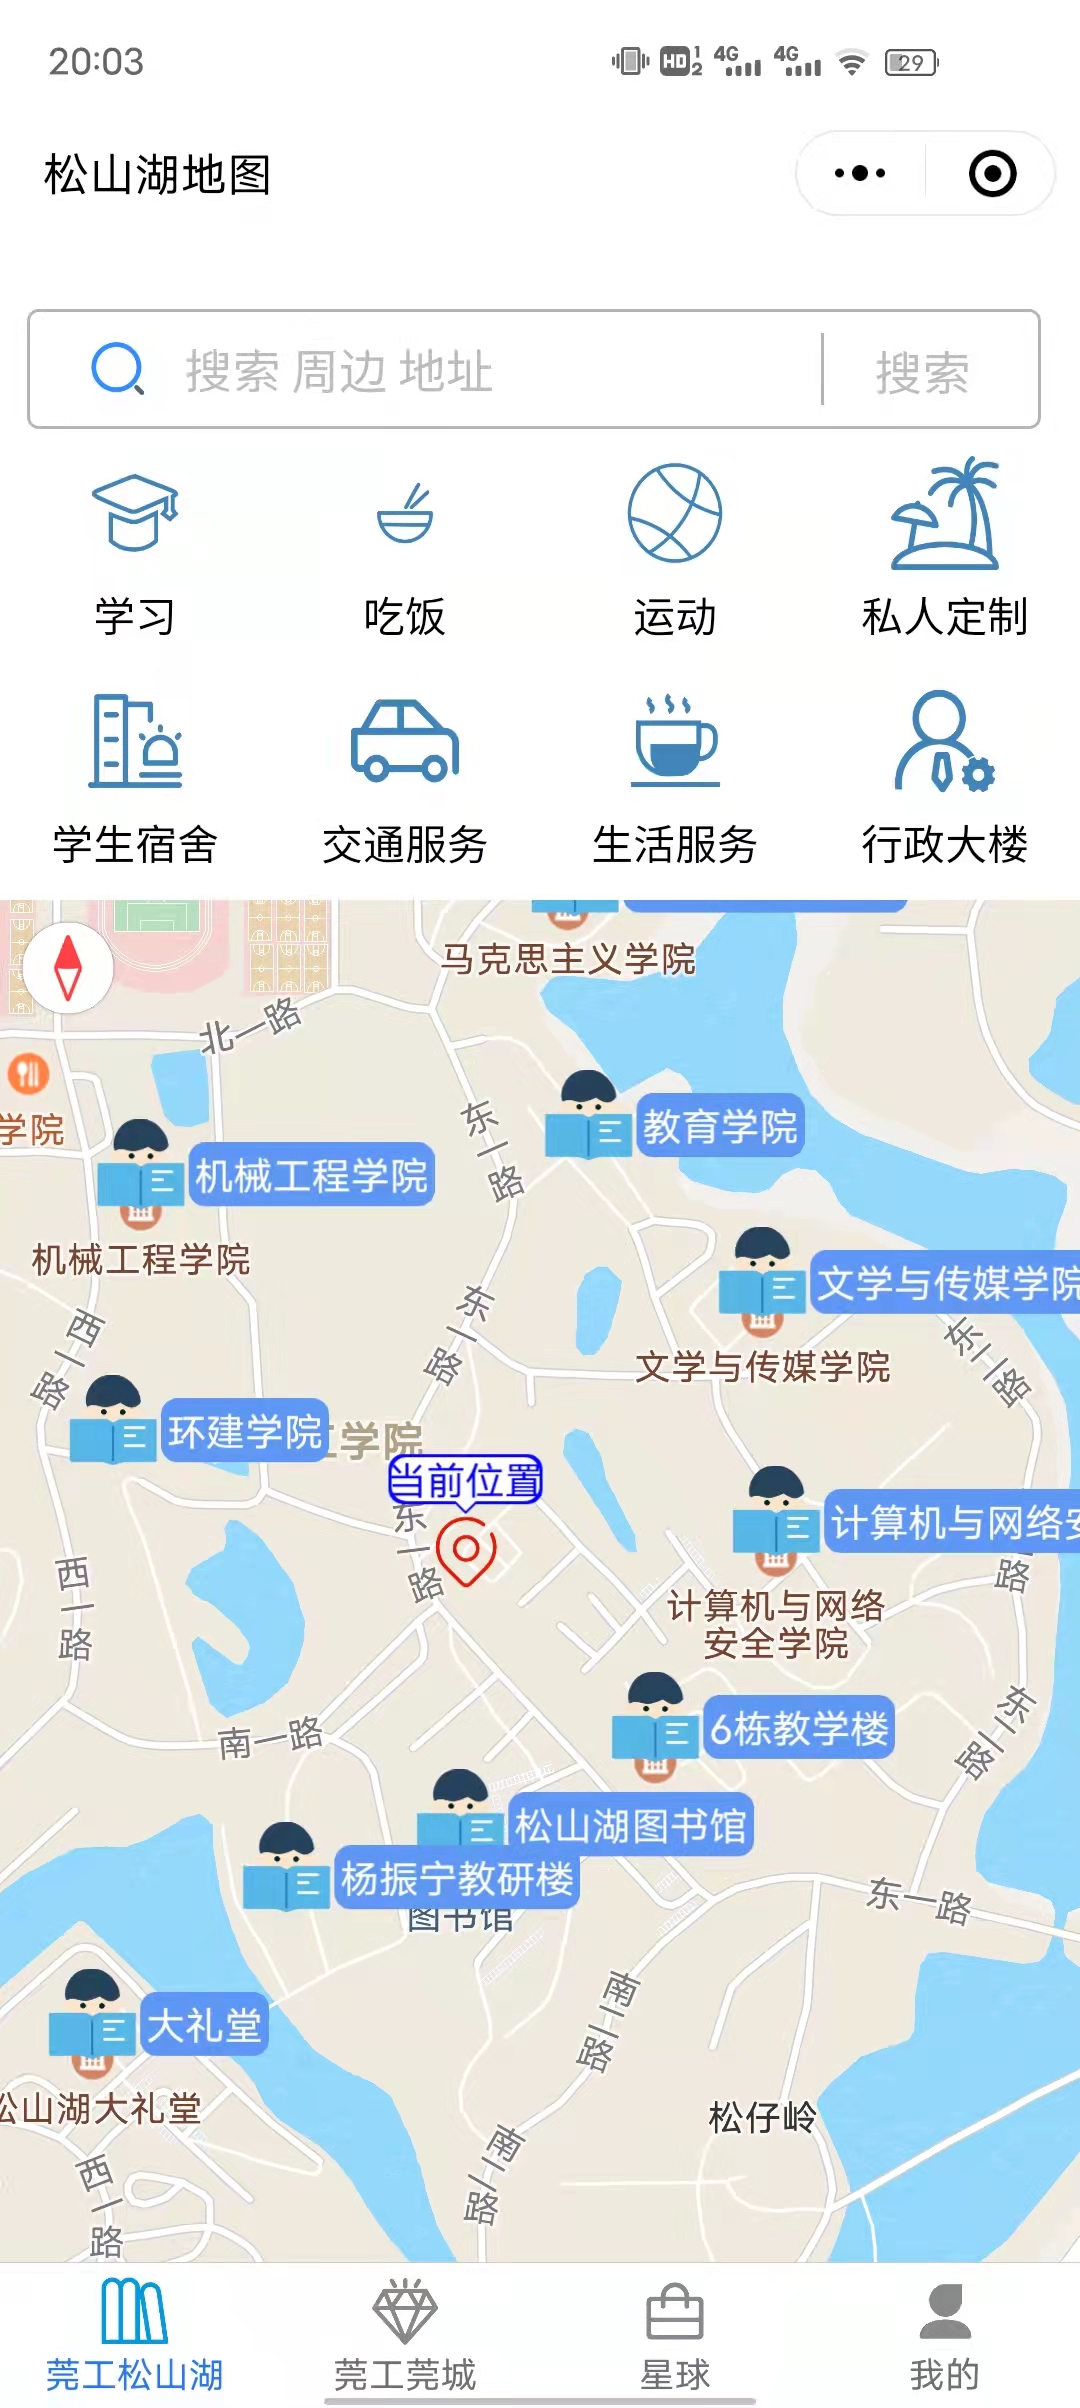 20:03
HD 1 2 4G 4G 29
松山湖地图
搜索 周边 地址
搜索
学习
吃饭
运动
私人定制
学生宿舍
交通服务
生活服务
行政大楼
马克思主义学院
北一路
学院
东一路
教育学院
机械工程学院
机械工程学院
文学与传媒学院
文学与传媒学院
东一路
西一路
东二路
环建学院
学院
当前位置
东一路
计算机与网络安
计算机与网络
安全学院
路
西一路
6栋教学楼
东二路
南一路
松山湖图书馆
杨振宁教研楼
图书馆
东一路
大礼堂
松山湖大礼堂
南二路
松仔岭
西一路
南二路
莞工松山湖
莞工莞城
星球
我的